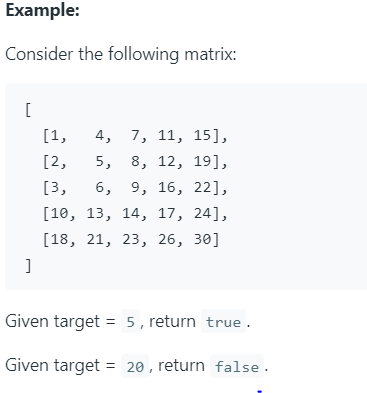 Example:
Consider the following matrix:
[
[1, 4, 7, 11, 15],
[2, 5, 8, 12, 19],
[3, 6, 9, 16, 22],
[10, 13, 14, 17, 24],
[18, 21, 23, 26, 30]
]
Given target = 5, return true.
Given target = 20, return false.